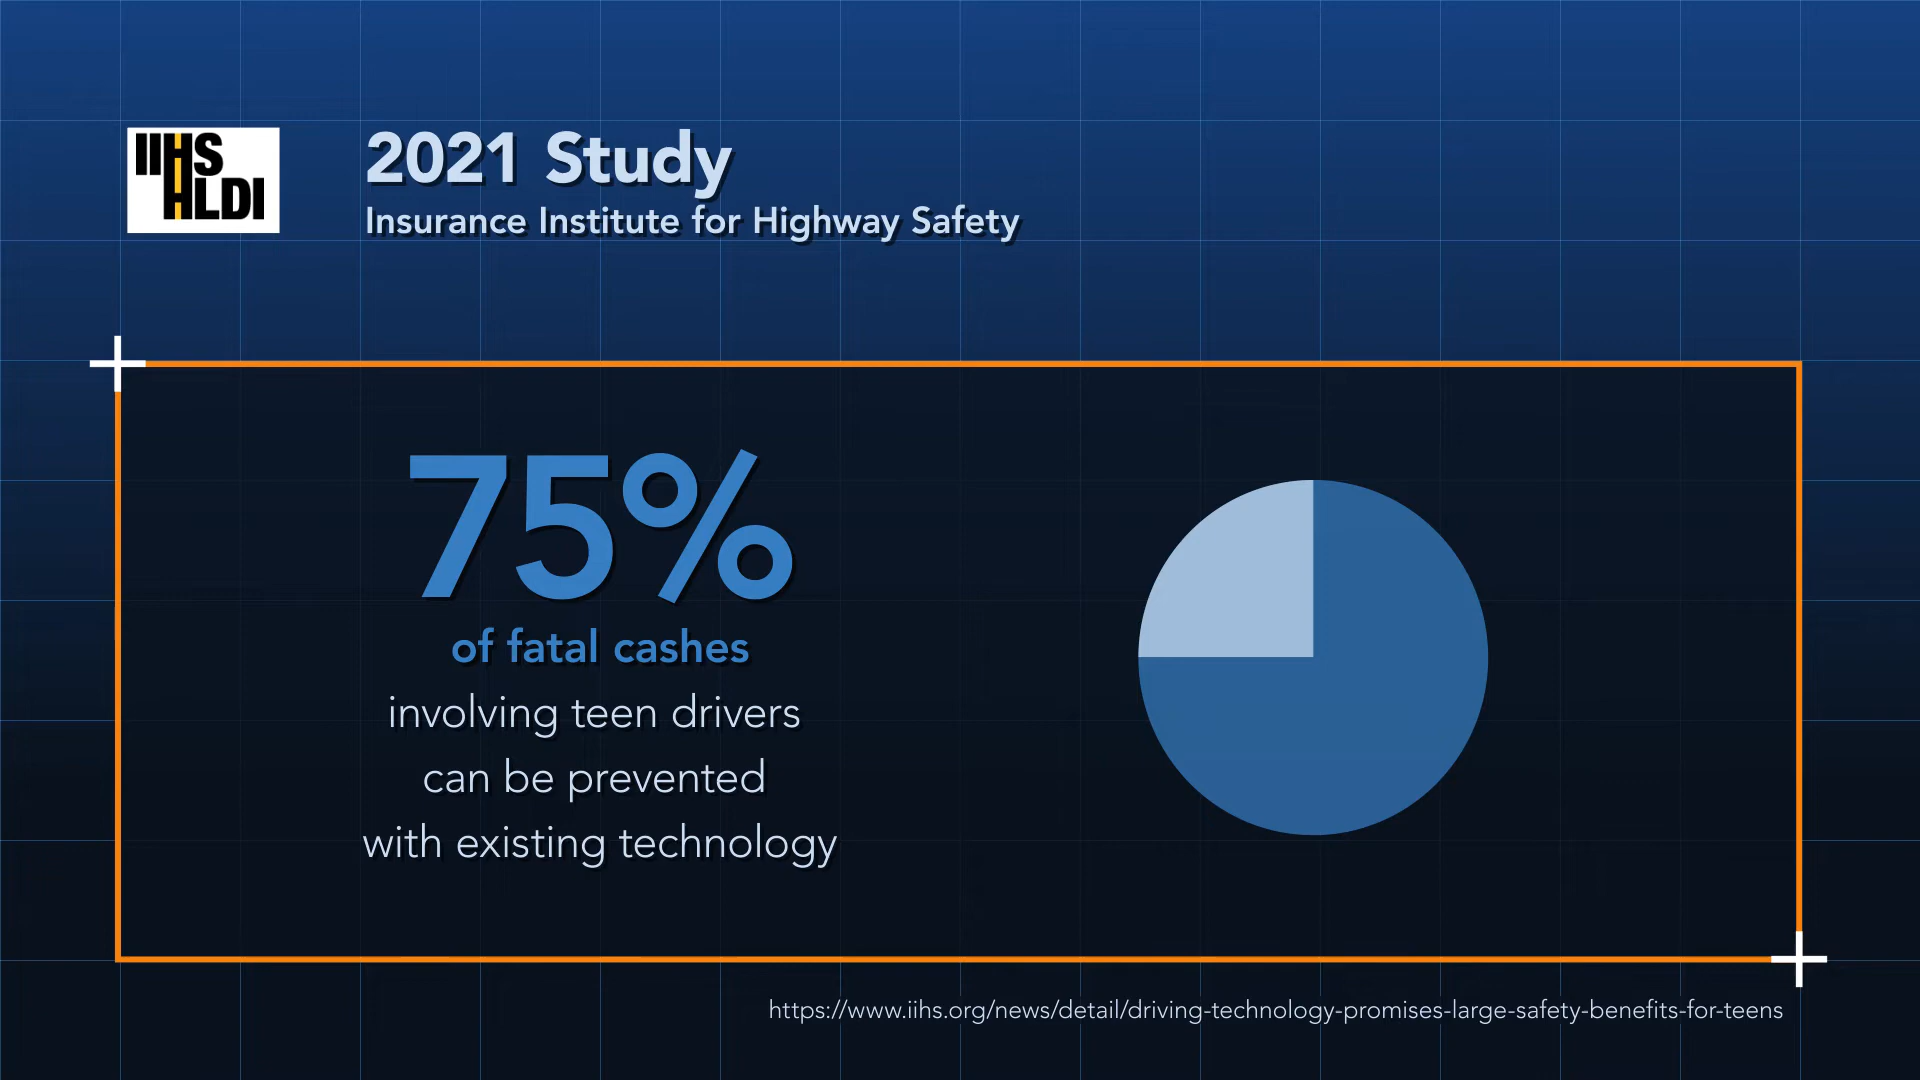 IIHS
HLDI
2021 Study
Insurance Institute for Highway Safety
75%
of fatal cashes
involving teen drivers
can be prevented
with existing technology
https://www.iihs.org/news/detail/driving-technology-promises-large-safety-benefits-for-teens